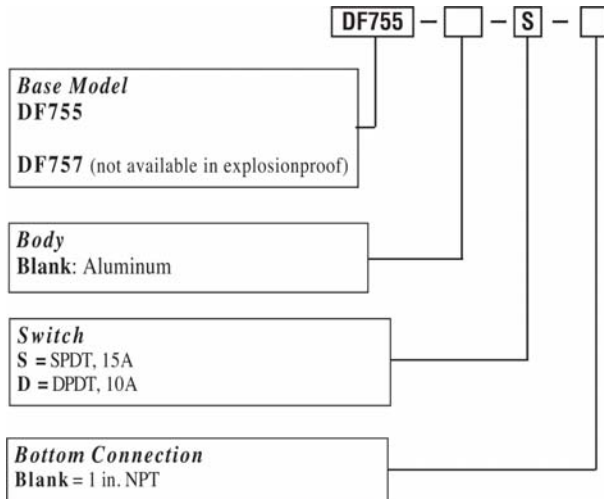 DF755 – – S –
Base Model
DF755
DF757 (not available in explosionproof)
Body
Blank: Aluminum
Switch
S = SPDT, 15A
D = DPDT, 10A
Bottom Connection
Blank = 1 in. NPT